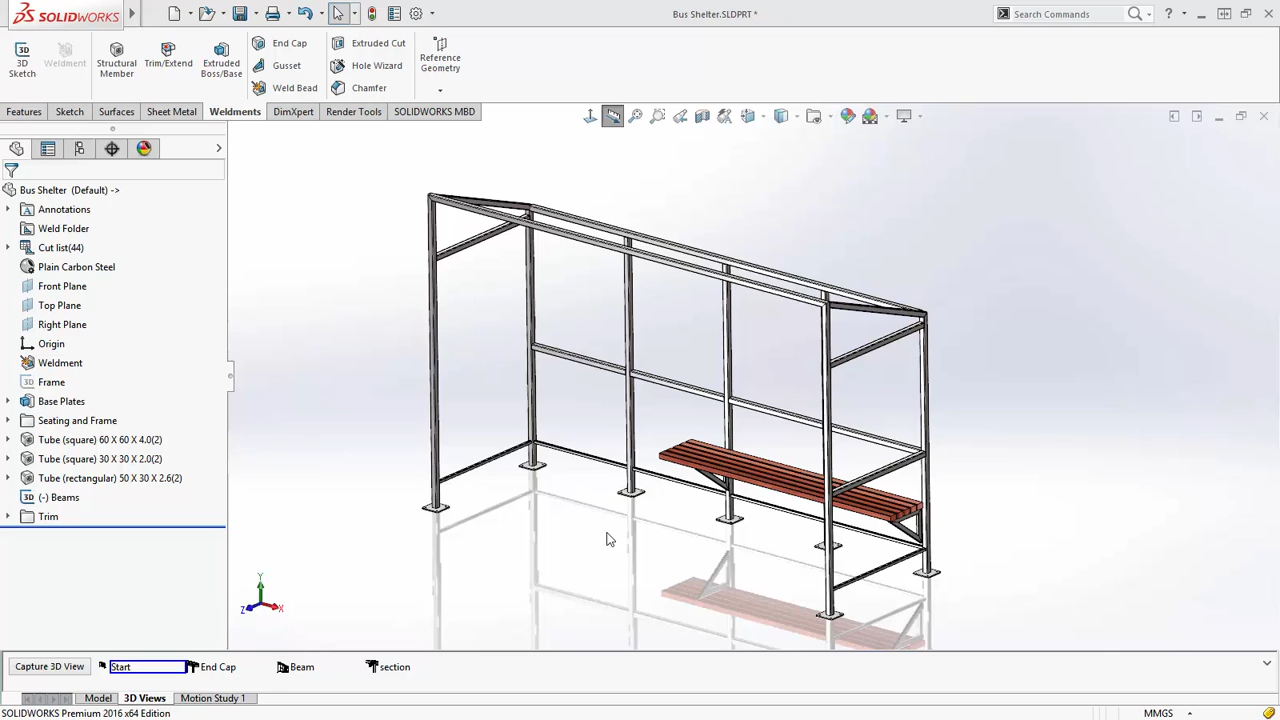 SOLIDWORKS
Bus Shelter.SLDPRT *
Search Commands
?
3D Sketch
Weldment
Structural Member
Trim/Extend
Extruded Boss/Base
End Cap
Gusset
Weld Bead
Extruded Cut
Hole Wizard
Chamfer
Reference Geometry
Features
Sketch
Surfaces
Sheet Metal
Weldments
DimXpert
Render Tools
SOLIDWORKS MBD
Bus Shelter (Default) ->
Annotations
Weld Folder
Cut list(44)
Plain Carbon Steel
Front Plane
Top Plane
Right Plane
Origin
Weldment
Frame
Base Plates
Seating and Frame
Tube (square) 60 X 60 X 4.0(2)
Tube (square) 30 X 30 X 2.0(2)
Tube (rectangular) 50 X 30 X 2.6(2)
(-) Beams
Trim
Y
Z
X
Capture 3D View
Start
End Cap
Beam
section
Model
3D Views
Motion Study 1
SOLIDWORKS Premium 2016 x64 Edition
MMGS